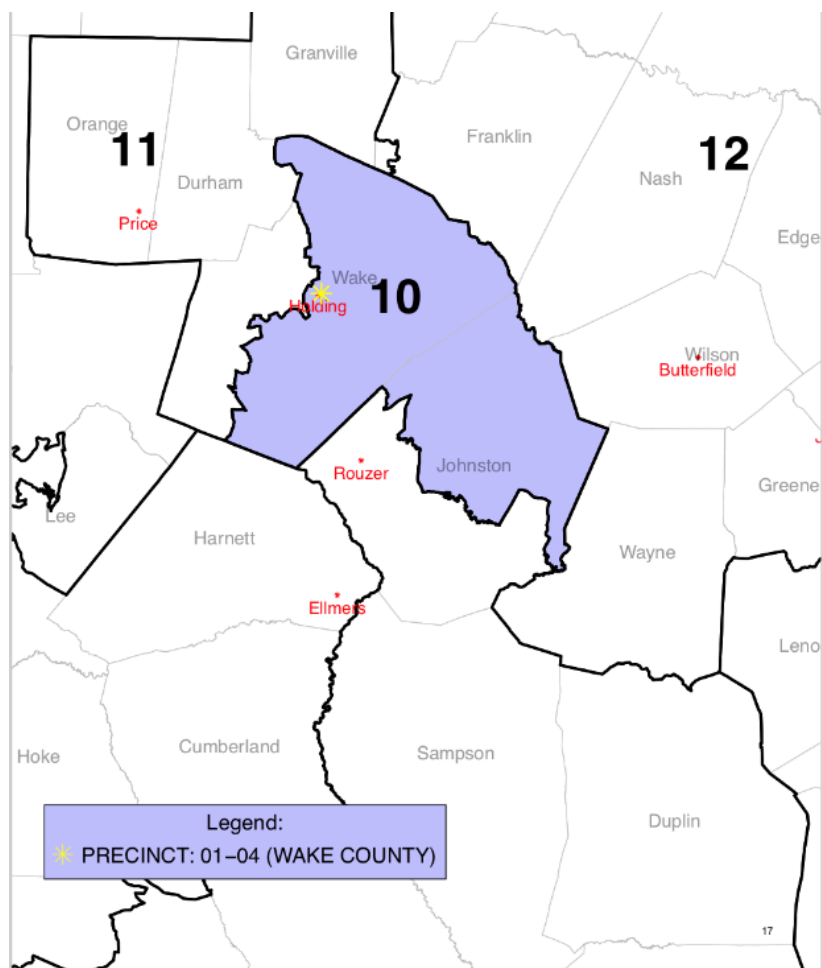 Granville
Orange
11
Franklin
12
Durham
Nash
Price
Edge
Wake
10
Holding
Wilson
Butterfield
Rouzer
Johnston
Greene
Lee
Harnett
Wayne
Ellmers
Leno
Hoke
Cumberland
Sampson
Duplin
Legend:
PRECINCT: 01–04 (WAKE COUNTY)
17